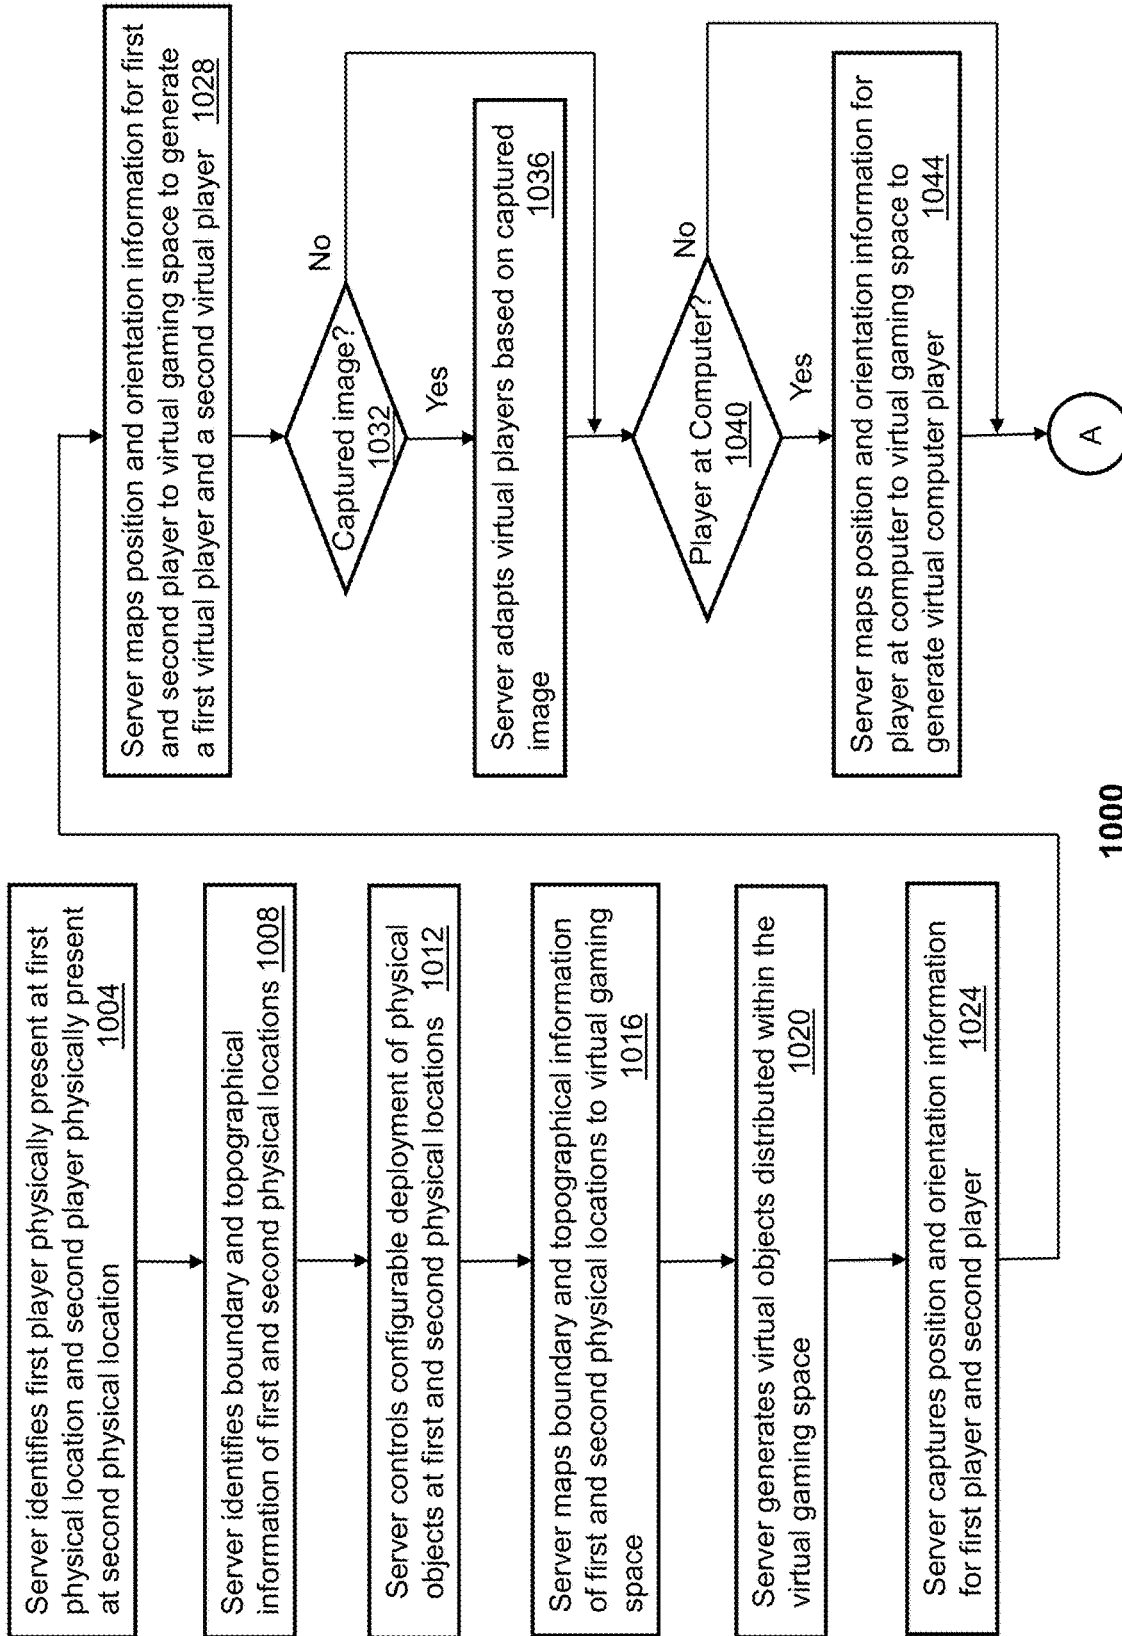 Server identifies first player physically present at first
physical location and second player physically present
at second physical location
1004
Server identifies boundary and topographical
information of first and second physical locations 1008
Server controls configurable deployment of physical
objects at first and second physical locations 1012
Server maps boundary and topographical information
of first and second physical locations to virtual gaming
space
1016
Server generates virtual objects distributed within the
virtual gaming space
1020
Server captures position and orientation information
for first player and second player
1024
Server maps position and orientation information for first
and second player to virtual gaming space to generate
a first virtual player and a second virtual player 1028
Captured image?
1032
No
Yes
Server adapts virtual players based on captured
image
1036
Player at Computer?
1040
No
Yes
Server maps position and orientation information for
player at computer to virtual gaming space to
generate virtual computer player
1044
A
1000